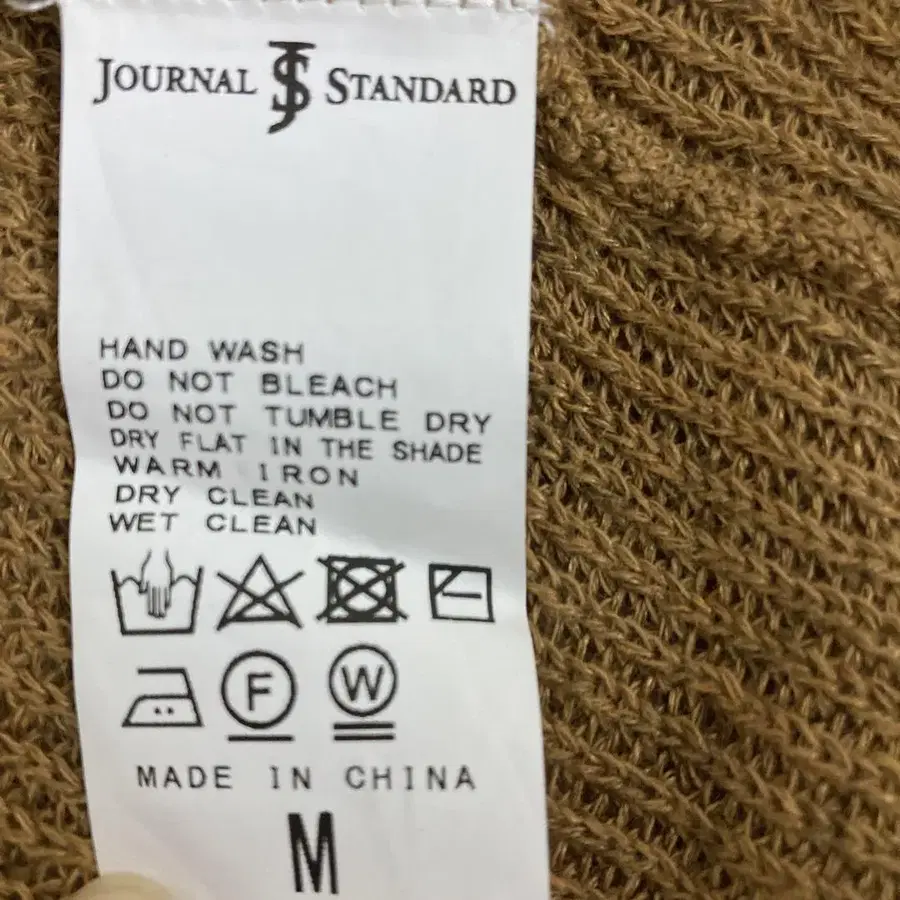 JOURNAL JS STANDARD
HAND WASH
DO NOT BLEACH
DO NOT TUMBLE DRY
DRY FLAT IN THE SHADE
WARM IRON
DRY CLEAN
WET CLEAN
F W
MADE IN CHINA
M